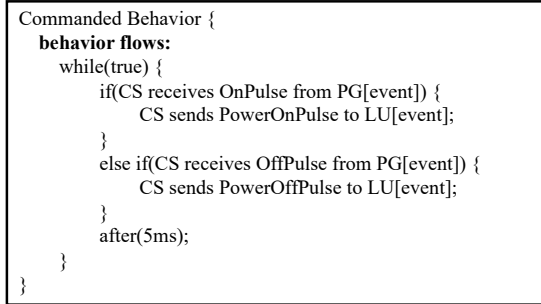 Commanded Behavior {
behavior flows:
while(true) {
if(CS receives OnPulse from PG[event]) {
CS sends PowerOnPulse to LU[event];
}
else if(CS receives OffPulse from PG[event]) {
CS sends PowerOffPulse to LU[event];
}
after(5ms);
}
}